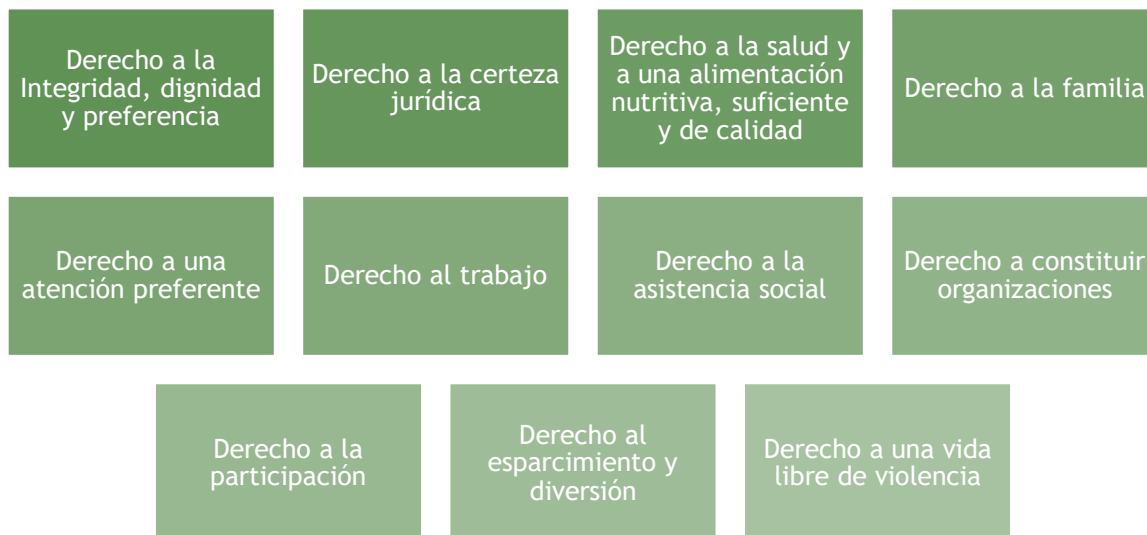 Derecho a la
Integridad, dignidad
y preferencia
Derecho a la certeza
jurídica
Derecho a la salud y
a una alimentación
nutritiva, suficiente
y de calidad
Derecho a la familia
Derecho a una
atención preferente
Derecho al trabajo
Derecho a la
asistencia social
Derecho a constituir
organizaciones
Derecho a la
participación
Derecho al
esparcimiento y
diversión
Derecho a una vida
libre de violencia